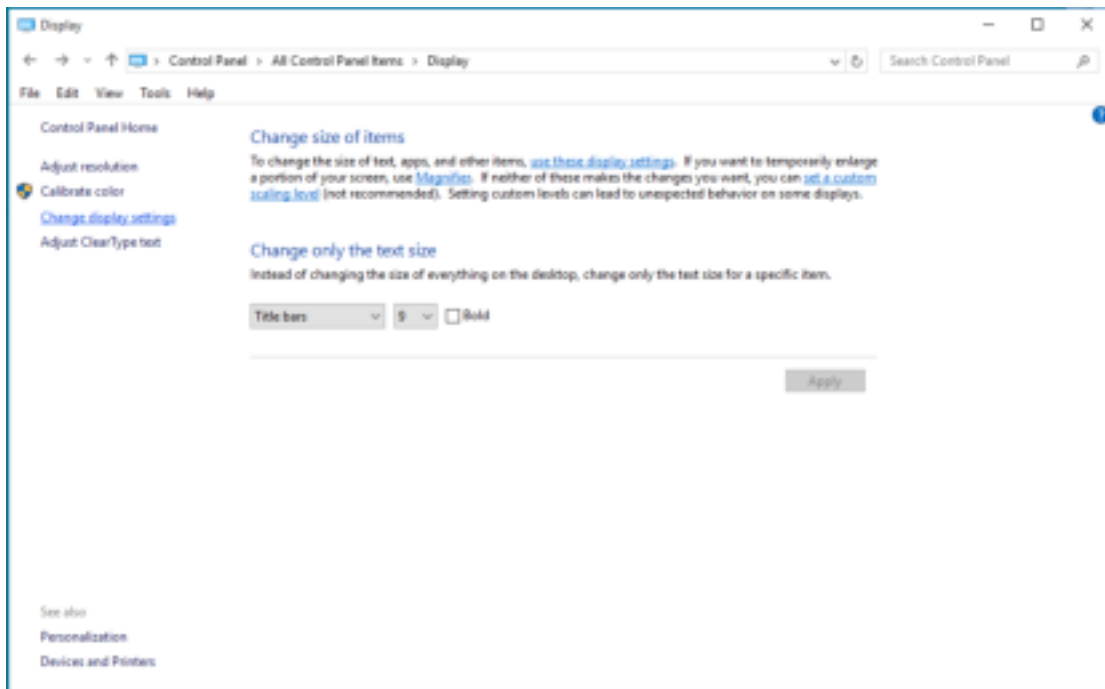 Display
Control Panel > All Control Panel Items > Display
Search Control Panel
File Edit View Tools Help
Control Panel Home
Adjust resolution
Calibrate color
Change display settings
Adjust ClearType text
Change size of items
To change the size of text, apps, and other items, use these display settings. If you want to temporarily enlarge
a portion of your screen, use Magnifier. If neither of these makes the changes you want, you can set a custom
scaling level (not recommended). Setting custom levels can lead to unexpected behavior on some displays.
Change only the text size
Instead of changing the size of everything on the desktop, change only the text size for a specific item.
Title bars 9 Bold
Apply
See also
Personalization
Devices and Printers